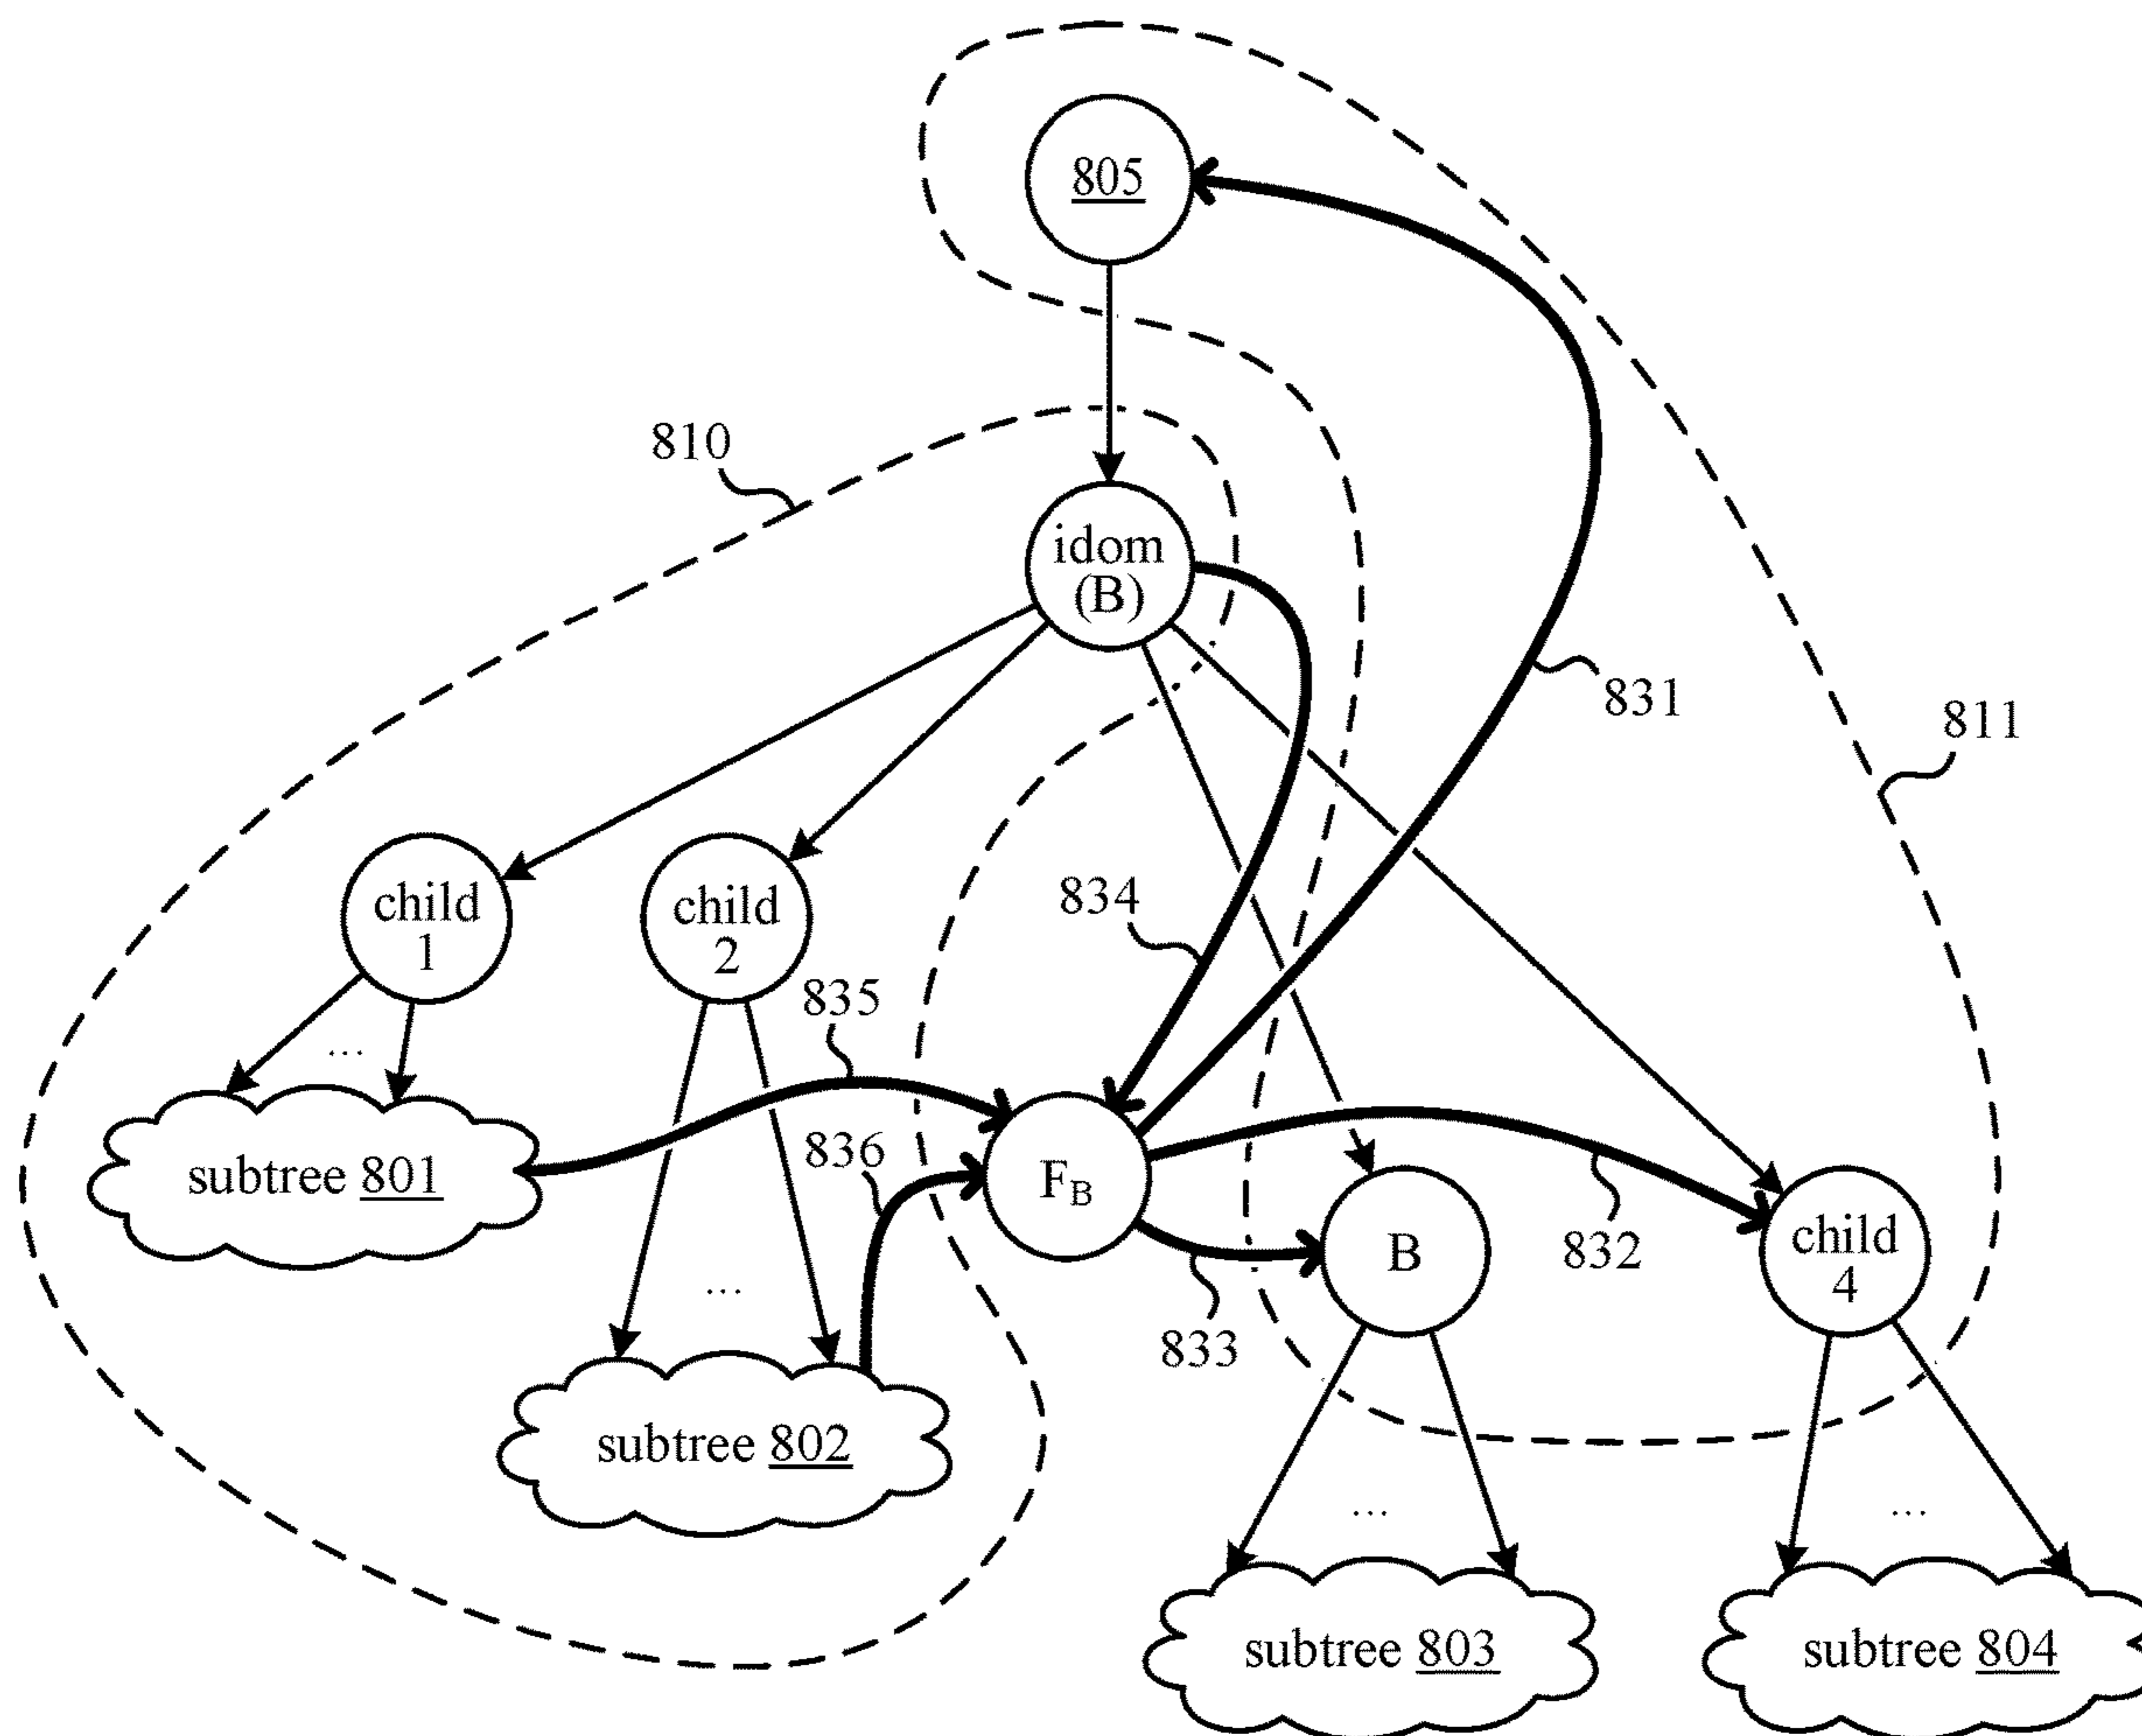 805
810
idom
(B)
831
811
child
1
child
2
834
835
...
836
subtree 801
F_B
B
child
4
832
833
...
subtree 802
...
...
subtree 803
subtree 804